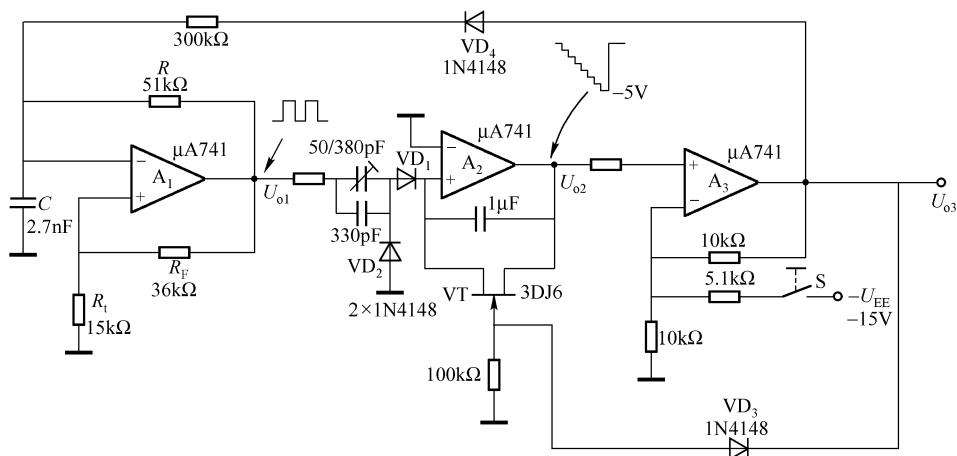 300kΩ
VD4
1N4148
R
51kΩ
μA741
−
A1
+
Uo1
C
2.7nF
RF
36kΩ
Rt
15kΩ
50/380pF
VD1
330pF
VD2
2×1N4148
μA741
−
A2
+
−5V
Uo2
1μF
VT
3DJ6
100kΩ
μA741
+
A3
−
Uo3
10kΩ
5.1kΩ
S
−UEE
−15V
10kΩ
VD3
1N4148